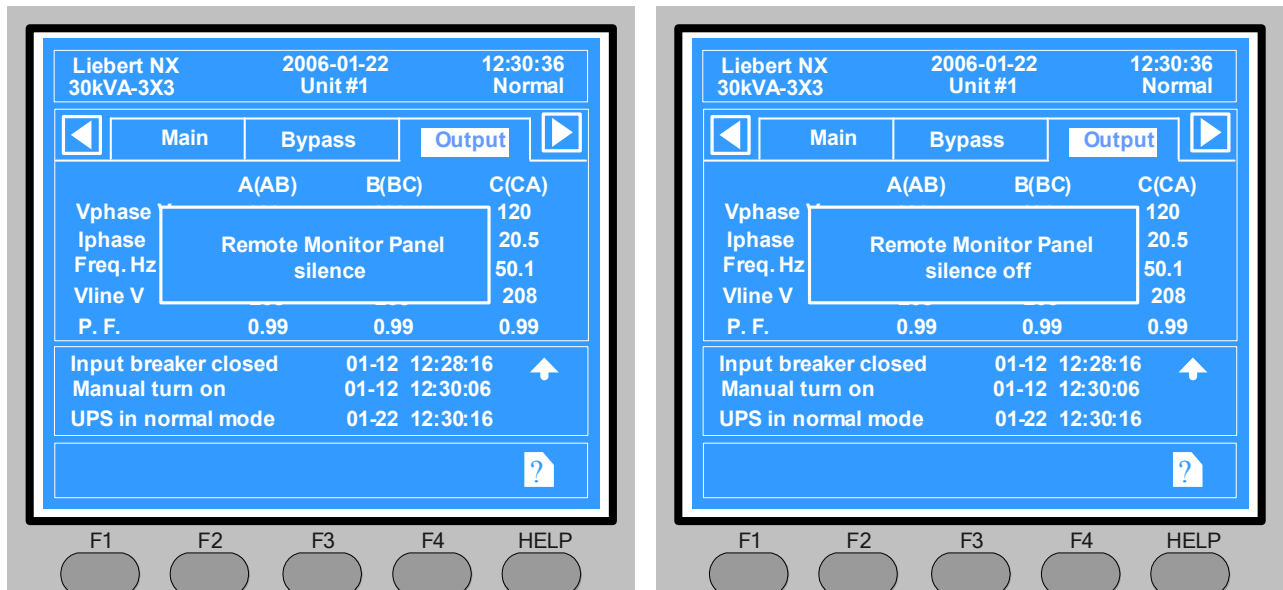 Liebert NX 2006-01-22 12:30:36
30kVA-3X3 Unit #1 Normal
Main Bypass Output
A(AB) B(BC) C(CA)
Vphase 120
Iphase 20.5
Remote Monitor Panel
silence
Freq. Hz 50.1
Vline V 208
P. F. 0.99 0.99 0.99
Input breaker closed 01-12 12:28:16
Manual turn on 01-12 12:30:06
UPS in normal mode 01-22 12:30:16
?
F1 F2 F3 F4 HELP
Liebert NX 2006-01-22 12:30:36
30kVA-3X3 Unit #1 Normal
Main Bypass Output
A(AB) B(BC) C(CA)
Vphase 120
Iphase 20.5
Remote Monitor Panel
silence off
Freq. Hz 50.1
Vline V 208
P. F. 0.99 0.99 0.99
Input breaker closed 01-12 12:28:16
Manual turn on 01-12 12:30:06
UPS in normal mode 01-22 12:30:16
?
F1 F2 F3 F4 HELP